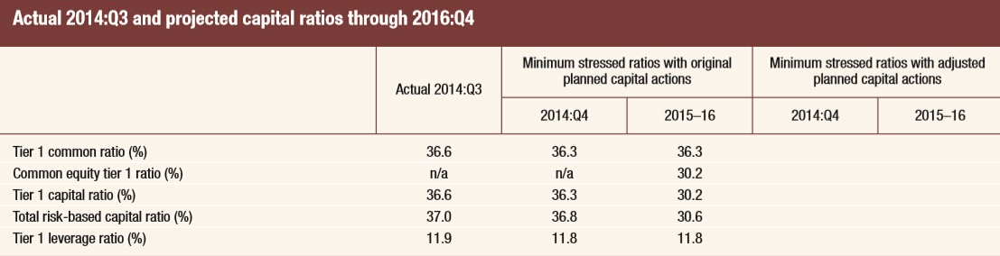 Actual 2014:Q3 and projected capital ratios through 2016:Q4
Actual 2014:Q3
Minimum stressed ratios with original
planned capital actions
Minimum stressed ratios with adjusted
planned capital actions
2014:Q4 2015–16 2014:Q4 2015–16
Tier 1 common ratio (%) 36.6 36.3 36.3
Common equity tier 1 ratio (%) n/a n/a 30.2
Tier 1 capital ratio (%) 36.6 36.3 30.2
Total risk-based capital ratio (%) 37.0 36.8 30.6
Tier 1 leverage ratio (%) 11.9 11.8 11.8